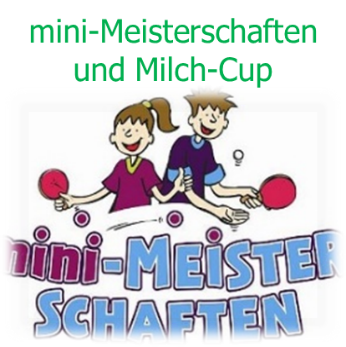 mini-Meisterschaften
und Milch-Cup
mini-MEISTER
SCHAFTEN